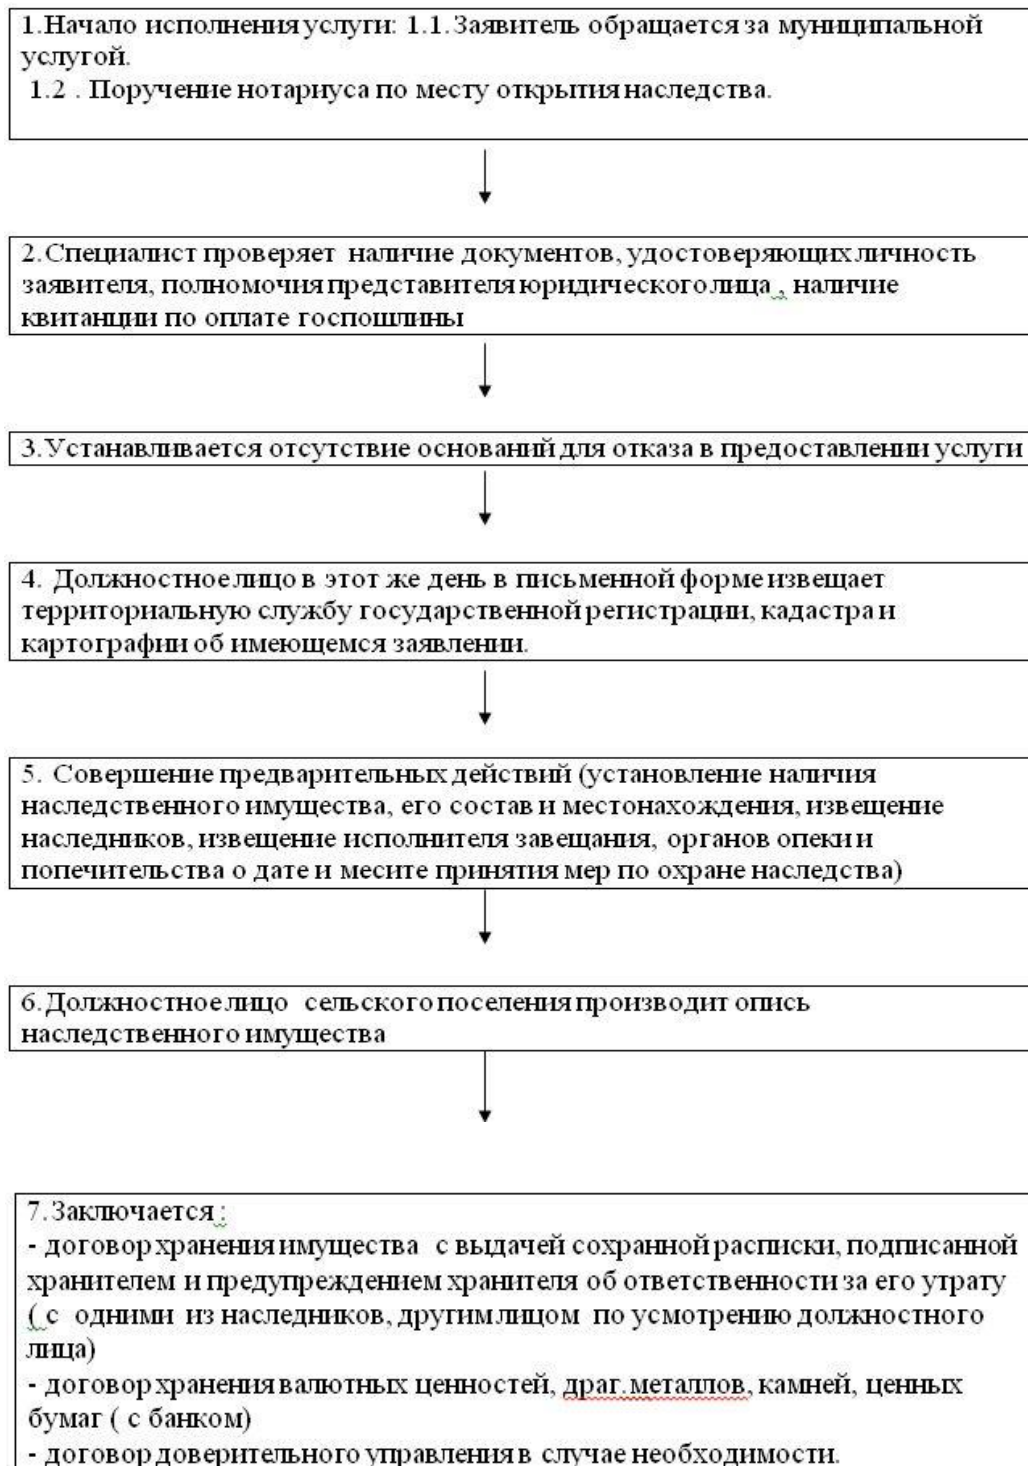 1.Начало исполнения услуги: 1.1.Заявитель обращается за муниципальной
услугой.
1.2 . Поручение нотариуса по месту открытия наследства.
2.Специалист проверяет наличие документов, удостоверяющих личность
заявителя, полномочия представителя юридического лица , наличие
квитанции по оплате госпошлины
3.Устанавливается отсутствие оснований для отказа в предоставлении услуги
4. Должностное лицо в этот же день в письменной форме извещает
территориальную службу государственной регистрации, кадастра и
картографии об имеющемся заявлении.
5. Совершение предварительных действий (установление наличия
наследственного имущества, его состав и местонахождения, извещение
наследников, извещение исполнителя завещания, органов опеки и
попечительства о дате и месите принятия мер по охране наследства)
6.Должностное лицо сельского поселения производит опись
наследственного имущества
7.Заключается :
- договор хранения имущества с выдачей сохранной расписки, подписанной
хранителем и предупреждением хранителя об ответственности за его утрату
( с одними из наследников, другим лицом по усмотрению должностного
лица)
- договор хранения валютных ценностей, драг.металлов, камней, ценных
бумаг ( с банком)
- договор доверительного управления в случае необходимости.